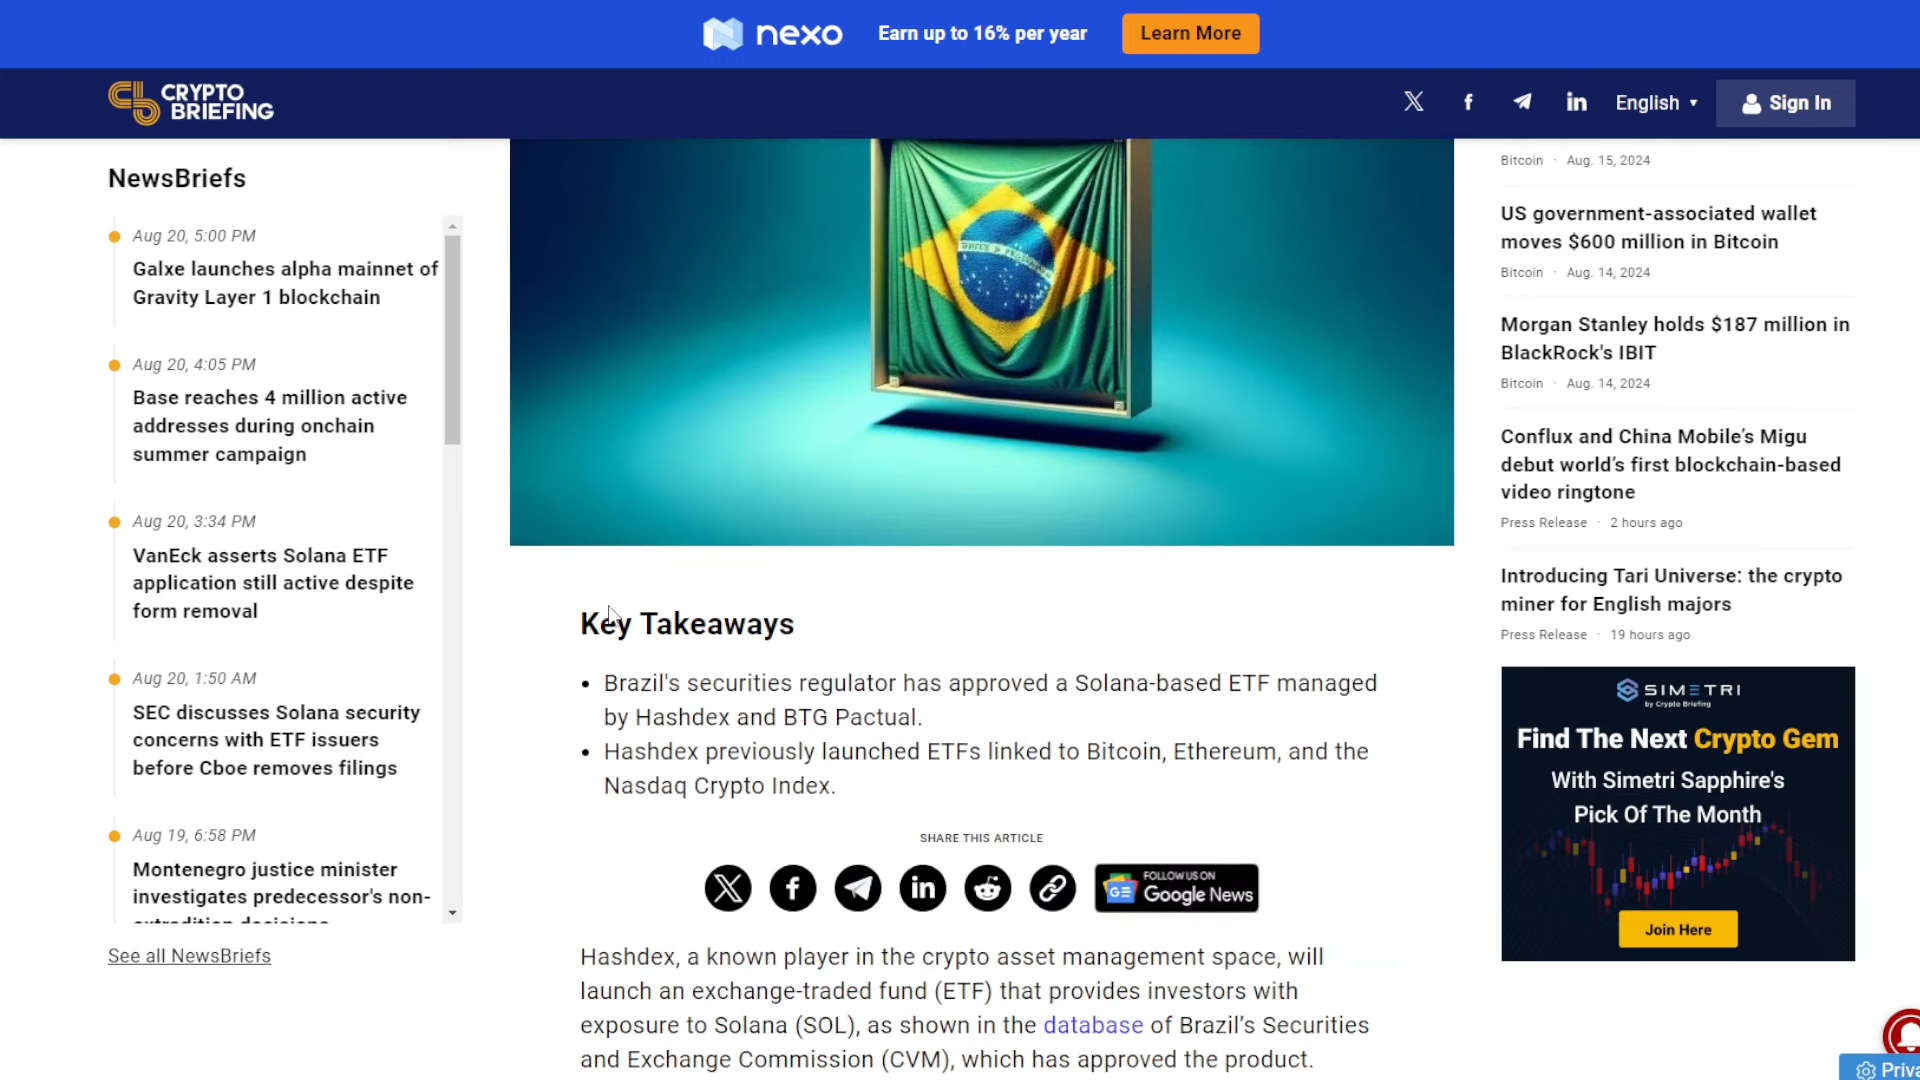 nexo
Earn up to 16% per year
Learn More
CRYPTO
BRIEFING
English
Sign In
NewsBriefs
Aug 20, 5:00 PM
Galxe launches alpha mainnet of
Gravity Layer 1 blockchain
Aug 20, 4:05 PM
Base reaches 4 million active
addresses during onchain
summer campaign
Aug 20, 3:34 PM
VanEck asserts Solana ETF
application still active despite
form removal
Aug 20, 1:50 AM
SEC discusses Solana security
concerns with ETF issuers
before Cboe removes filings
Aug 19, 6:58 PM
Montenegro justice minister
investigates predecessor's non-
extradition decisions
See all NewsBriefs
Key Takeaways
• Brazil's securities regulator has approved a Solana-based ETF managed
by Hashdex and BTG Pactual.
• Hashdex previously launched ETFs linked to Bitcoin, Ethereum, and the
Nasdaq Crypto Index.
SHARE THIS ARTICLE
FOLLOW US ON
Google News
Hashdex, a known player in the crypto asset management space, will
launch an exchange-traded fund (ETF) that provides investors with
exposure to Solana (SOL), as shown in the database of Brazil’s Securities
and Exchange Commission (CVM), which has approved the product.
Bitcoin · Aug. 15, 2024
US government-associated wallet
moves $600 million in Bitcoin
Bitcoin · Aug. 14, 2024
Morgan Stanley holds $187 million in
BlackRock's IBIT
Bitcoin · Aug. 14, 2024
Conflux and China Mobile’s Migu
debut world’s first blockchain-based
video ringtone
Press Release · 2 hours ago
Introducing Tari Universe: the crypto
miner for English majors
Press Release · 19 hours ago
SIMETRI
by Crypto Briefing
Find The Next Crypto Gem
With Simetri Sapphire's
Pick Of The Month
Join Here
Priva